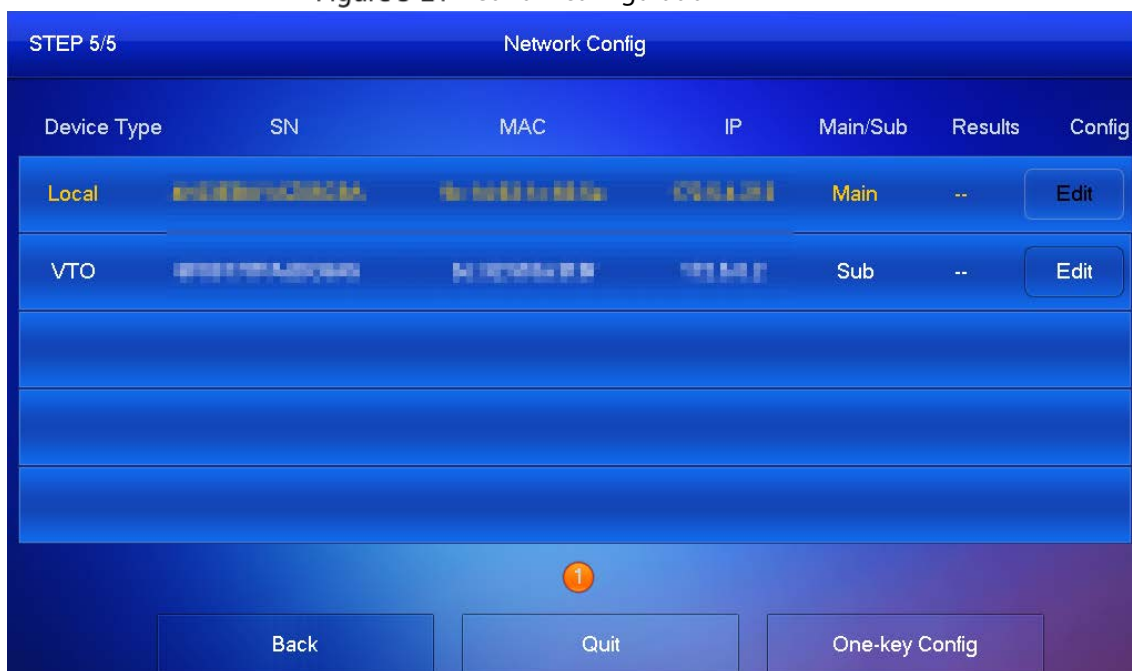 STEP 5/5 Network Config
Device Type SN MAC IP Main/Sub Results Config
Local Main -- Edit
VTO Sub -- Edit
1
Back Quit One-key Config